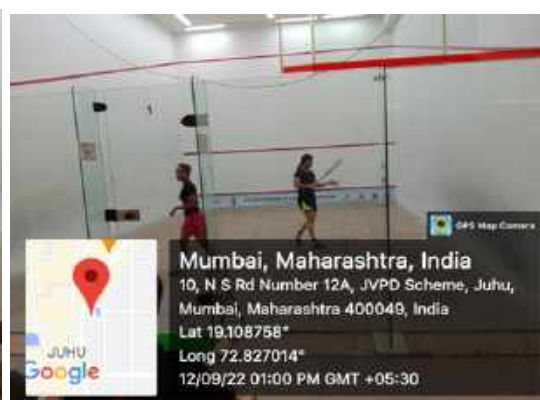 1
GPS Map Camera
Mumbai, Maharashtra, India
10, N S Rd Number 12A, JVPD Scheme, Juhu,
Mumbai, Maharashtra 400049, India
Lat 19.108758°
Long 72.827014°
12/09/22 01:00 PM GMT +05:30
JUHU
Google